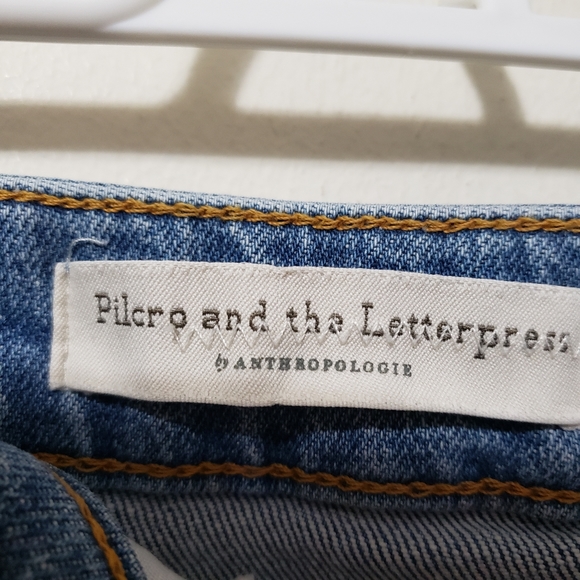 Pilcro and the Letterpress
by ANTHROPOLOGIE